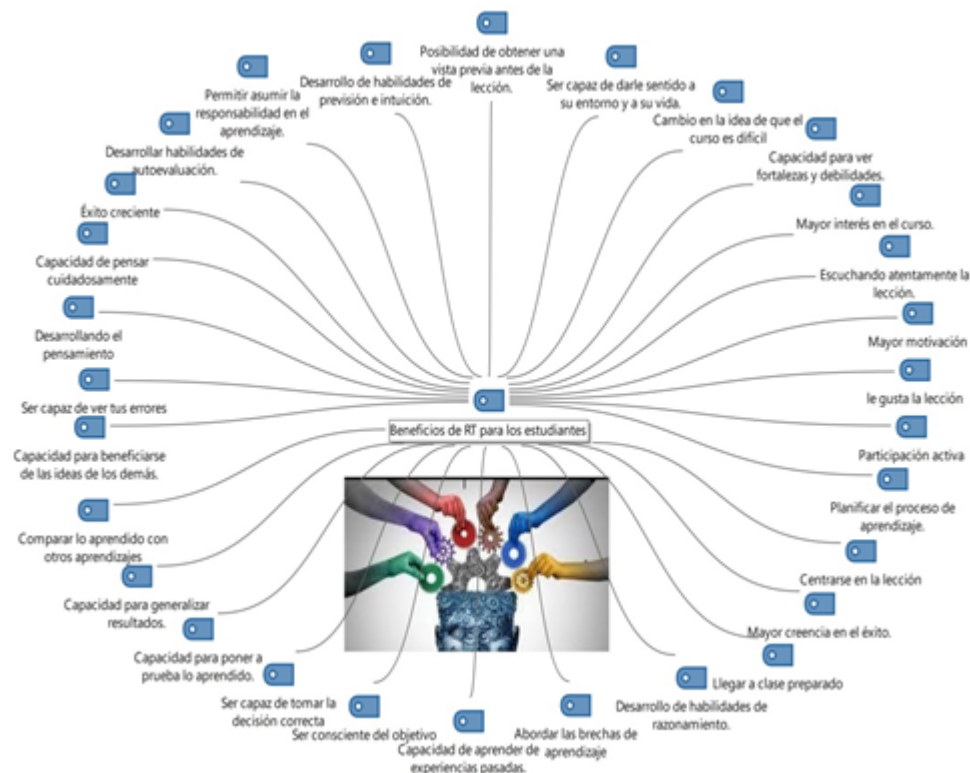 Posibilidad de obtener una
vista previa antes de la
lección.
Ser capaz de darle sentido a
su entorno y a su vida.
Cambio en la idea de que el
curso es difícil
Capacidad para ver
fortalezas y debilidades.
Mayor interés en el curso.
Escuchando atentamente la
lección.
Mayor motivación
le gusta la lección
Participación activa
Planificar el proceso de
aprendizaje.
Centrarse en la lección
Mayor creencia en el éxito.
Llegar a clase preparado
Desarrollo de habilidades de
razonamiento.
Abordar las brechas de
aprendizaje
Capacidad de aprender de
experiencias pasadas.
Ser consciente del objetivo
Ser capaz de tomar la
decisión correcta
Capacidad para poner a
prueba lo aprendido.
Capacidad para generalizar
resultados.
Comparar lo aprendido con
otros aprendizajes
Capacidad para beneficiarse
de las ideas de los demás.
Ser capaz de ver tus errores
Desarrollando el
pensamiento
Capacidad de pensar
cuidadosamente
Éxito creciente
Desarrollar habilidades de
autoevaluación.
Permitir asumir la
responsabilidad en el
aprendizaje.
Desarrollo de habilidades de
previsión e intuición.
Beneficios de RT para los estudiantes